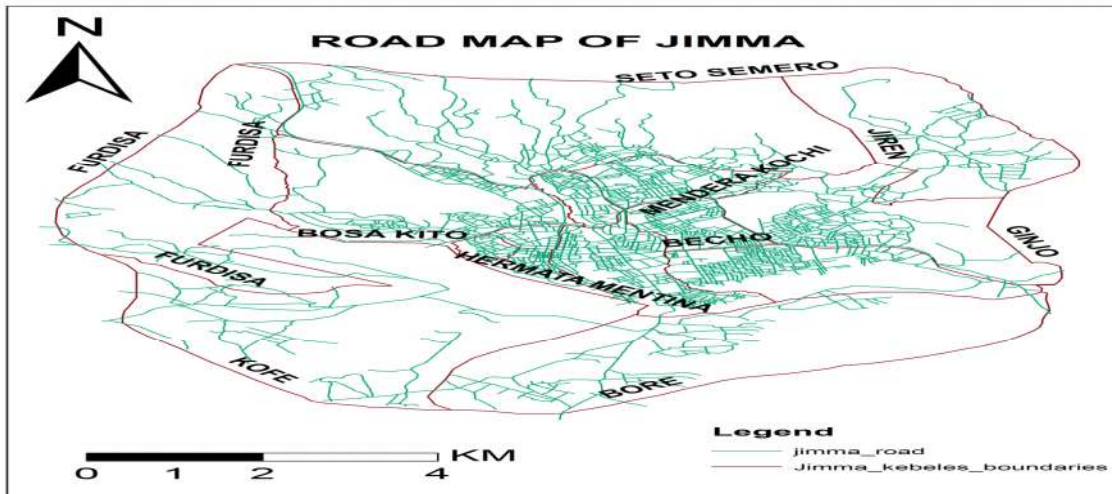 N
ROAD MAP OF JIMMA
SETO SEMERO
FURDISA
FURDISA
JIREN
MENDERA KOCHI
BOSA KITO
BECHO
GINJO
FURDISA
HERMATA MENTINA
KOFE
BORE
Legend
jimma_road
Jimma_kebeles_boundaries
KM
0 1 2 4